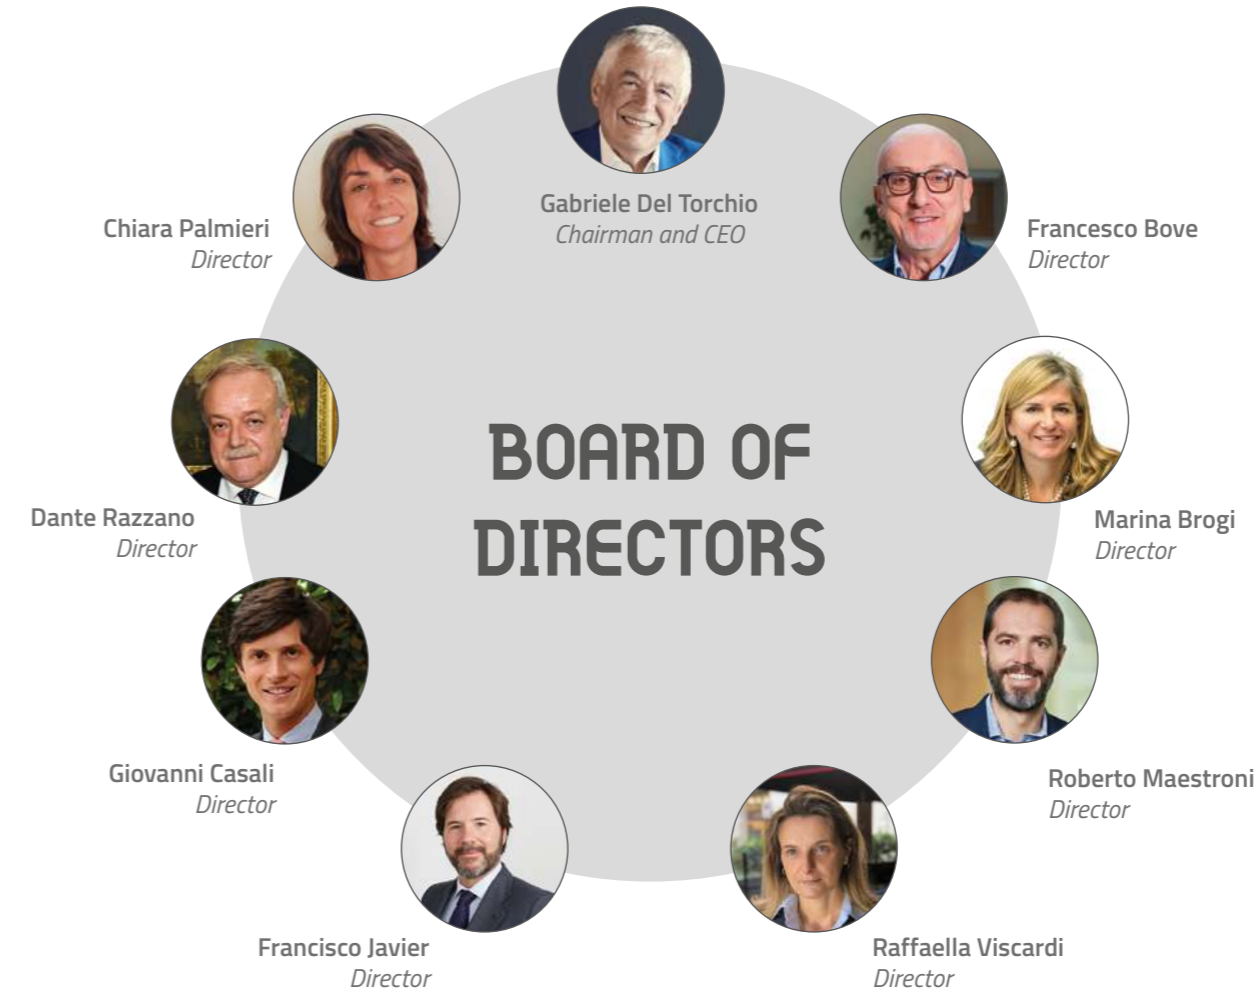 Gabriele Del Torchio
Chairman and CEO
Chiara Palmieri
Director
Francesco Bove
Director
BOARD OF
DIRECTORS
Dante Razzano
Director
Marina Brogi
Director
Giovanni Casali
Director
Roberto Maestroni
Director
Francisco Javier
Director
Raffaella Viscardi
Director